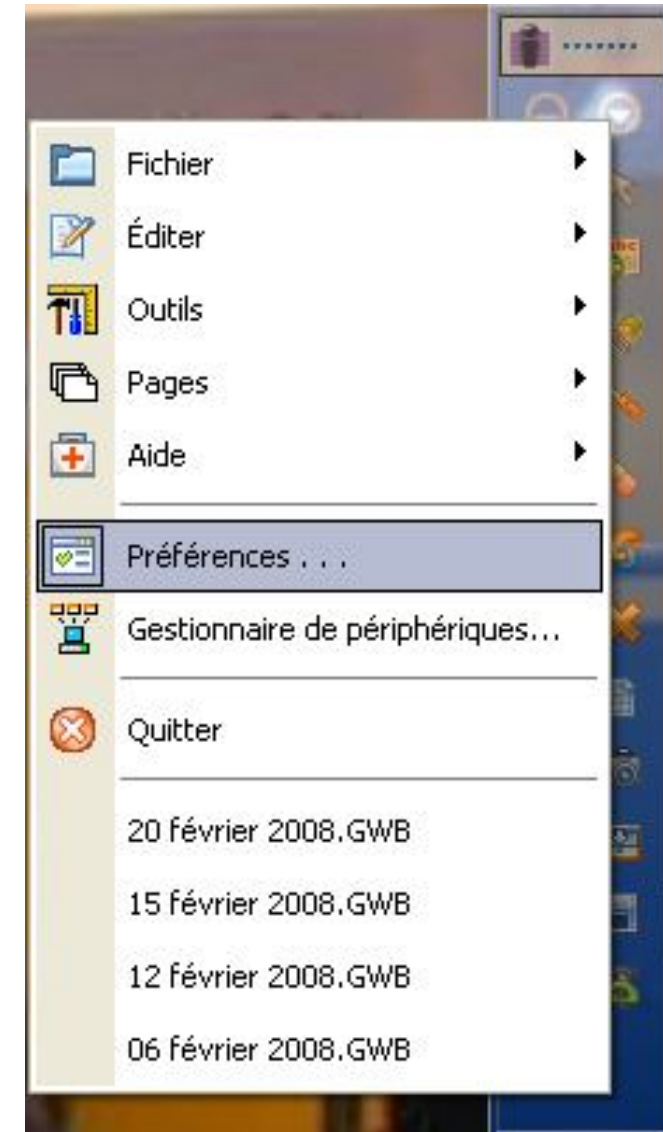 Fichier
Éditer
Outils
Pages
Aide
Préférences . . .
Gestionnaire de périphériques...
Quitter
20 février 2008.GWB
15 février 2008.GWB
12 février 2008.GWB
06 février 2008.GWB